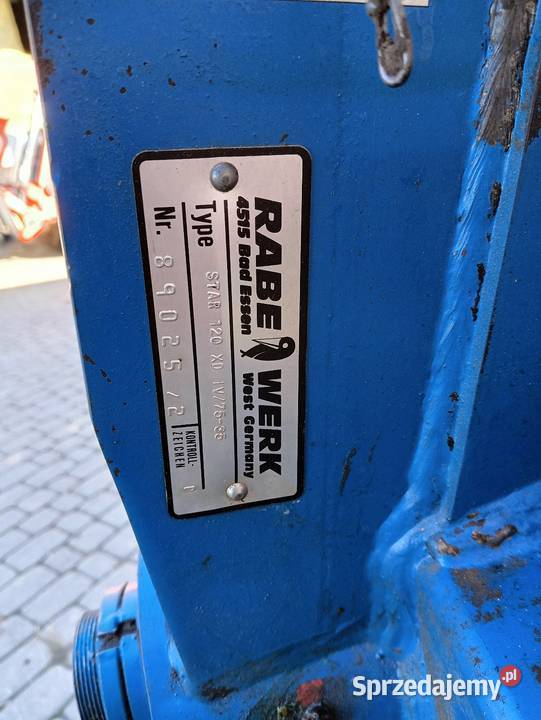 RABE WERK
4515 Bad Essen West Germany
Type STAR 120 XD IV/75-35
Nr. 89025/2 KONTROLL-
ZEICHEN
Sprzedajemy.pl